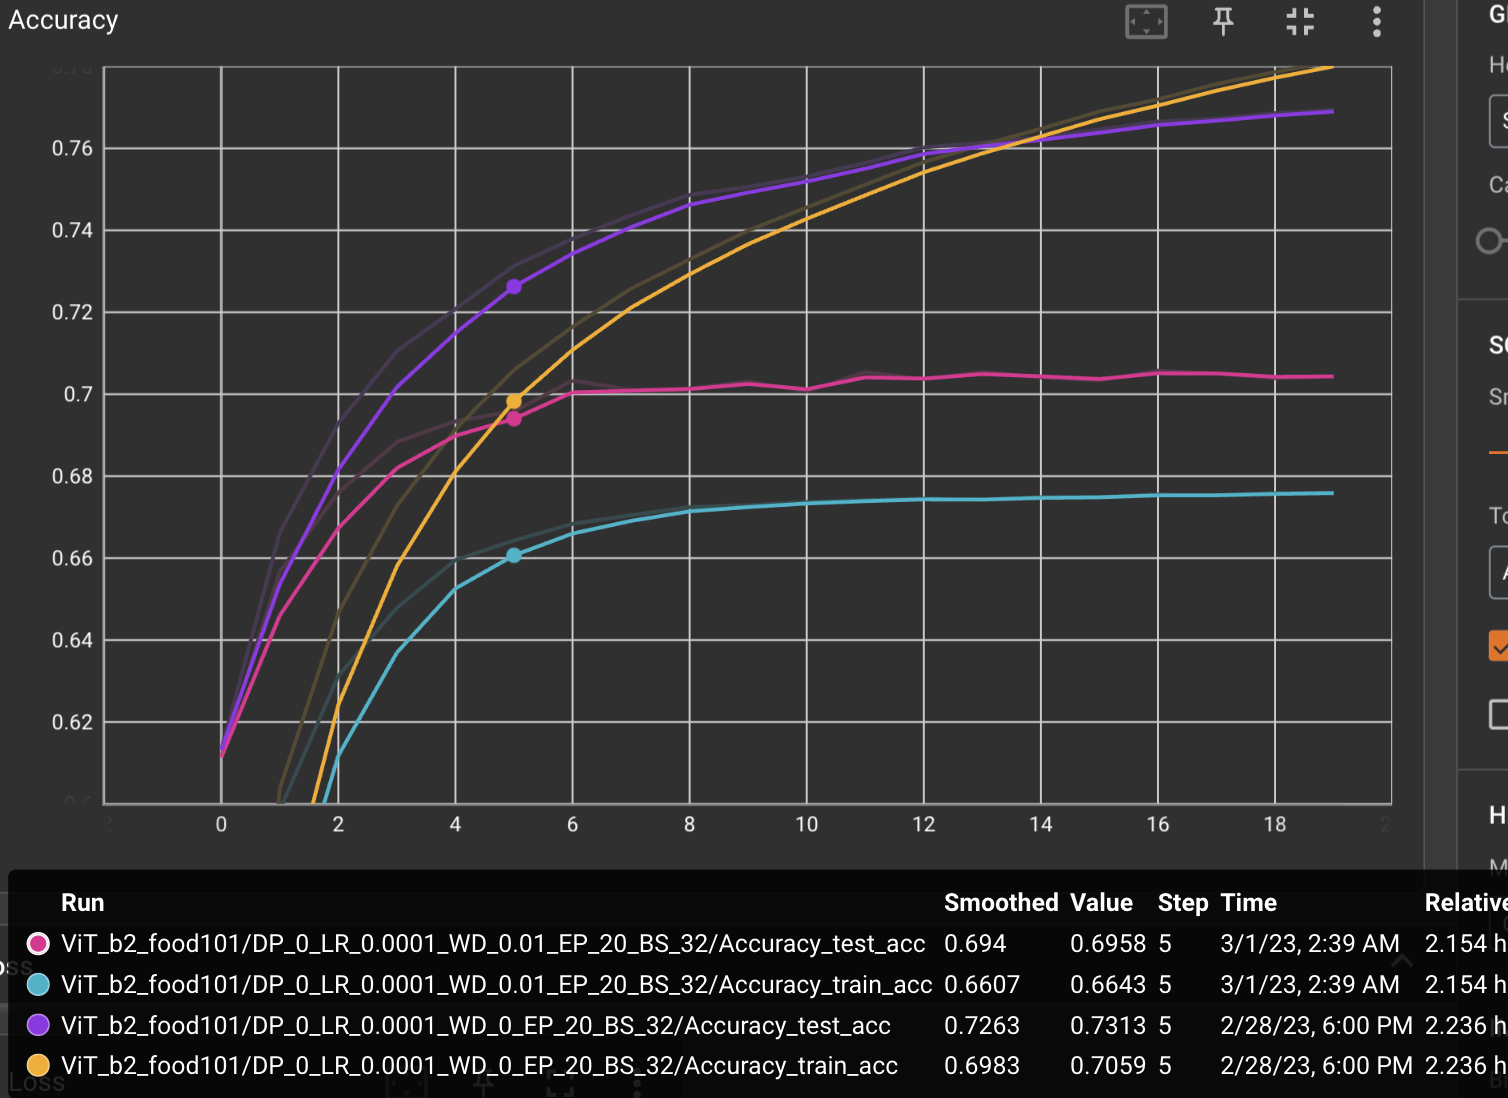 Accuracy
0.76
0.74
0.72
0.7
0.68
0.66
0.64
0.62
0 2 4 6 8 10 12 14 16 18
Run Smoothed Value Step Time Relative
ViT_b2_food101/DP_0_LR_0.0001_WD_0.01_EP_20_BS_32/Accuracy_test_acc 0.694 0.6958 5 3/1/23, 2:39 AM 2.154 h
ViT_b2_food101/DP_0_LR_0.0001_WD_0.01_EP_20_BS_32/Accuracy_train_acc 0.6607 0.6643 5 3/1/23, 2:39 AM 2.154 h
ViT_b2_food101/DP_0_LR_0.0001_WD_0_EP_20_BS_32/Accuracy_test_acc 0.7263 0.7313 5 2/28/23, 6:00 PM 2.236 h
ViT_b2_food101/DP_0_LR_0.0001_WD_0_EP_20_BS_32/Accuracy_train_acc 0.6983 0.7059 5 2/28/23, 6:00 PM 2.236 h
Loss